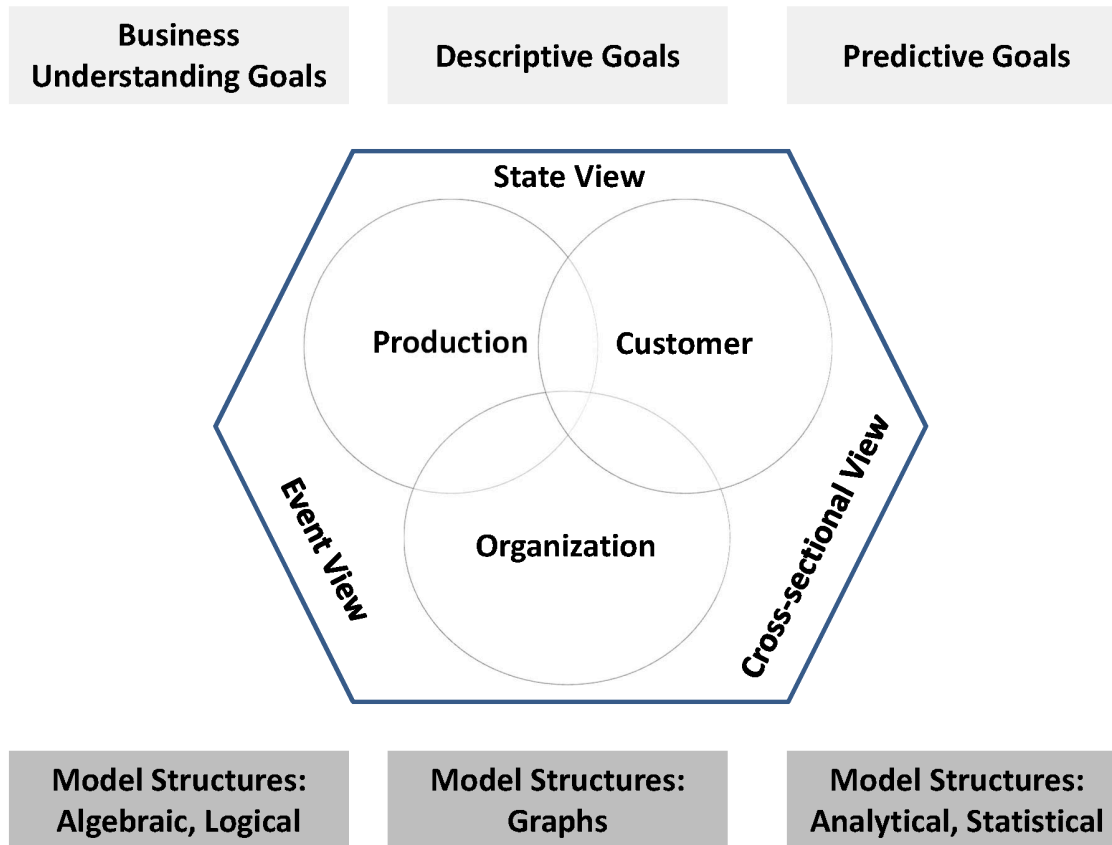 Business
Understanding Goals
Descriptive Goals
Predictive Goals
State View
Production
Customer
Event View
Cross-sectional View
Organization
Model Structures:
Algebraic, Logical
Model Structures:
Graphs
Model Structures:
Analytical, Statistical